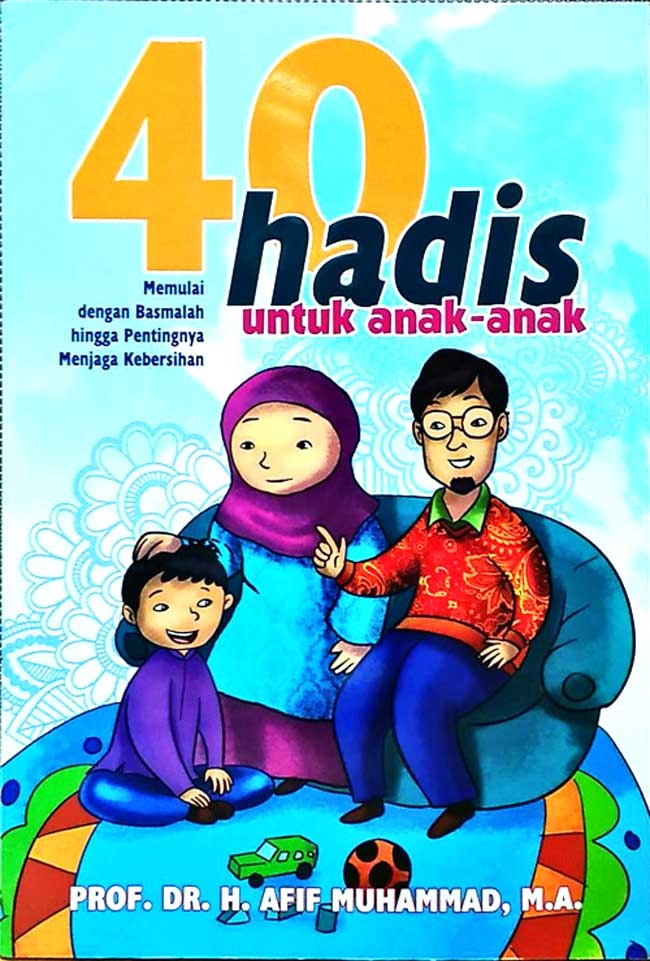 40
hadis
untuk anak-anak
Memulai
dengan Basmalah
hingga Pentingnya
Menjaga Kebersihan
PROF. DR. H. AFIF MUHAMMAD, M.A.